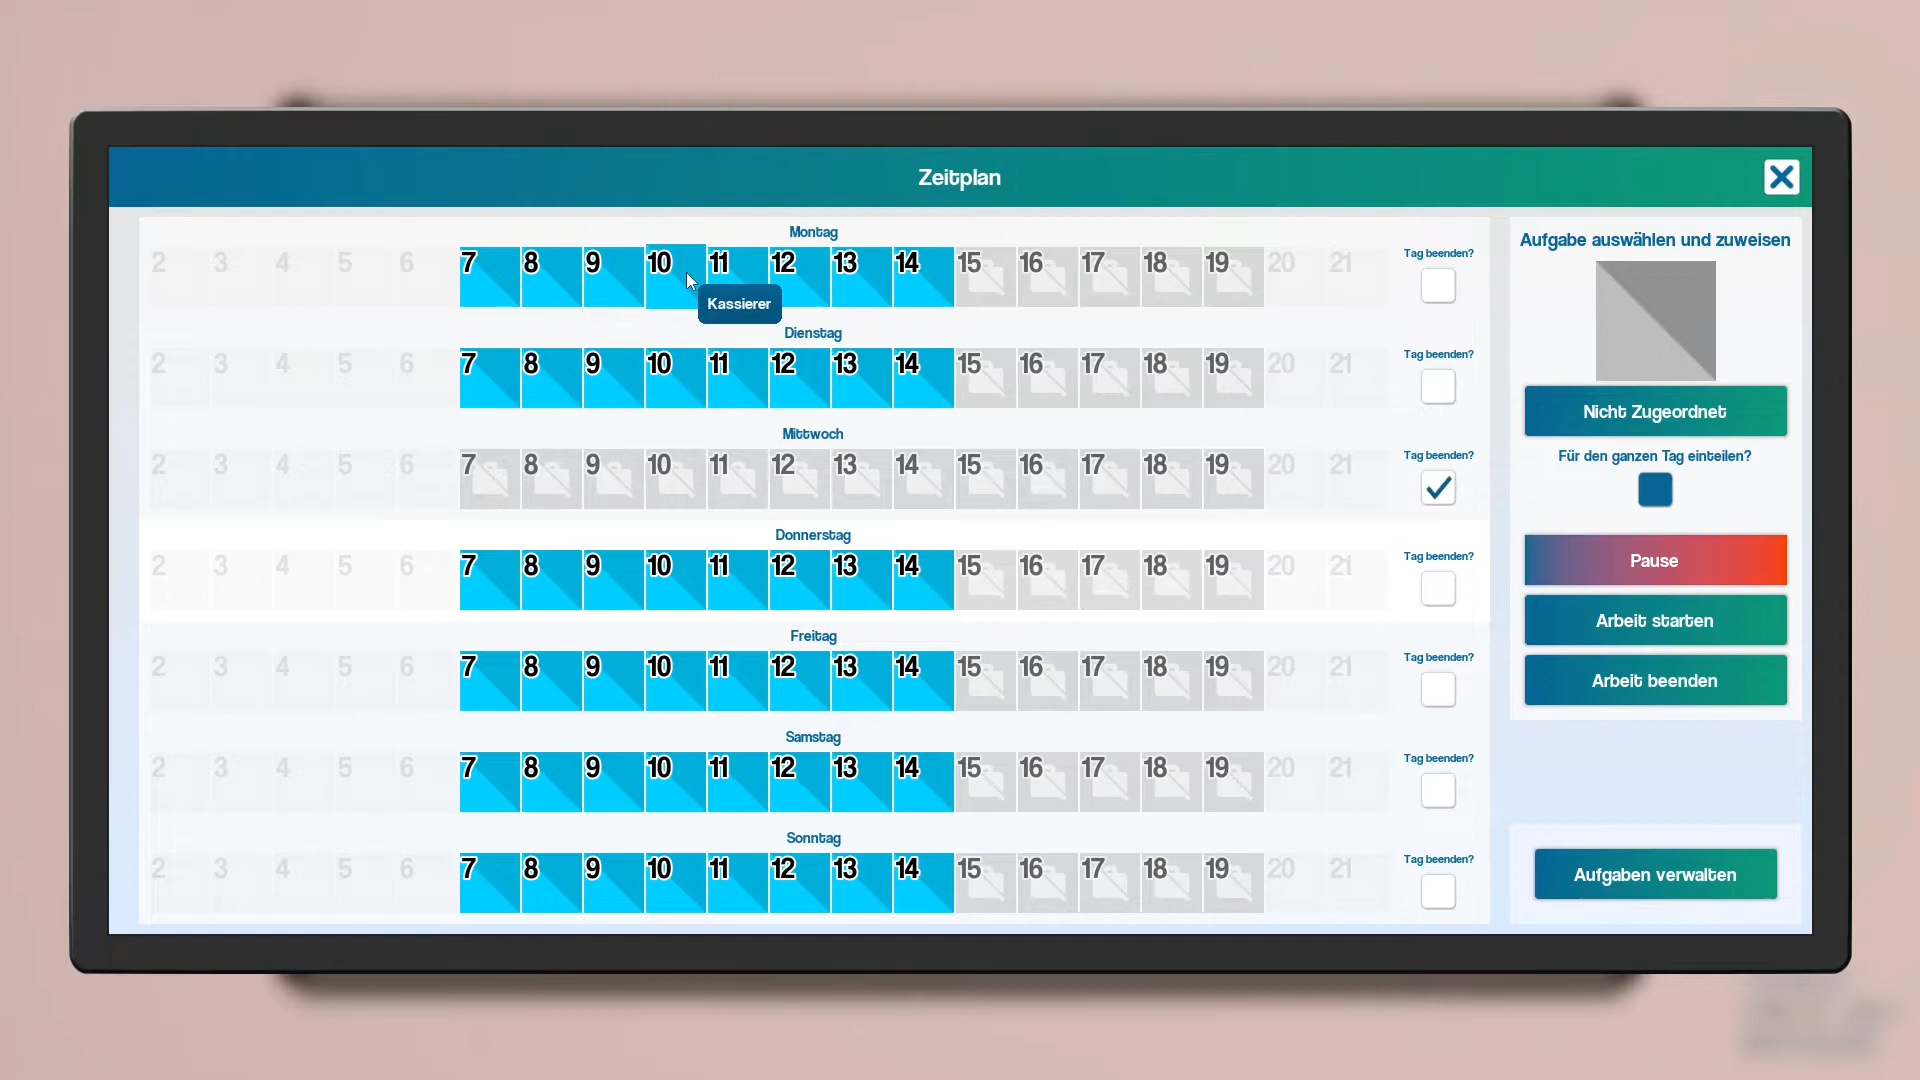 Zeitplan
Montag
2 3 4 5 6 7 8 9 10 11 12 13 14 15 16 17 18 19 20 21
Tag beenden?
Kassierer
Dienstag
2 3 4 5 6 7 8 9 10 11 12 13 14 15 16 17 18 19 20 21
Tag beenden?
Mittwoch
2 3 4 5 6 7 8 9 10 11 12 13 14 15 16 17 18 19 20 21
Tag beenden?
Donnerstag
2 3 4 5 6 7 8 9 10 11 12 13 14 15 16 17 18 19 20 21
Tag beenden?
Freitag
2 3 4 5 6 7 8 9 10 11 12 13 14 15 16 17 18 19 20 21
Tag beenden?
Samstag
2 3 4 5 6 7 8 9 10 11 12 13 14 15 16 17 18 19 20 21
Tag beenden?
Sonntag
2 3 4 5 6 7 8 9 10 11 12 13 14 15 16 17 18 19 20 21
Tag beenden?
Aufgabe auswählen und zuweisen
Nicht Zugeordnet
Für den ganzen Tag einteilen?
Pause
Arbeit starten
Arbeit beenden
Aufgaben verwalten